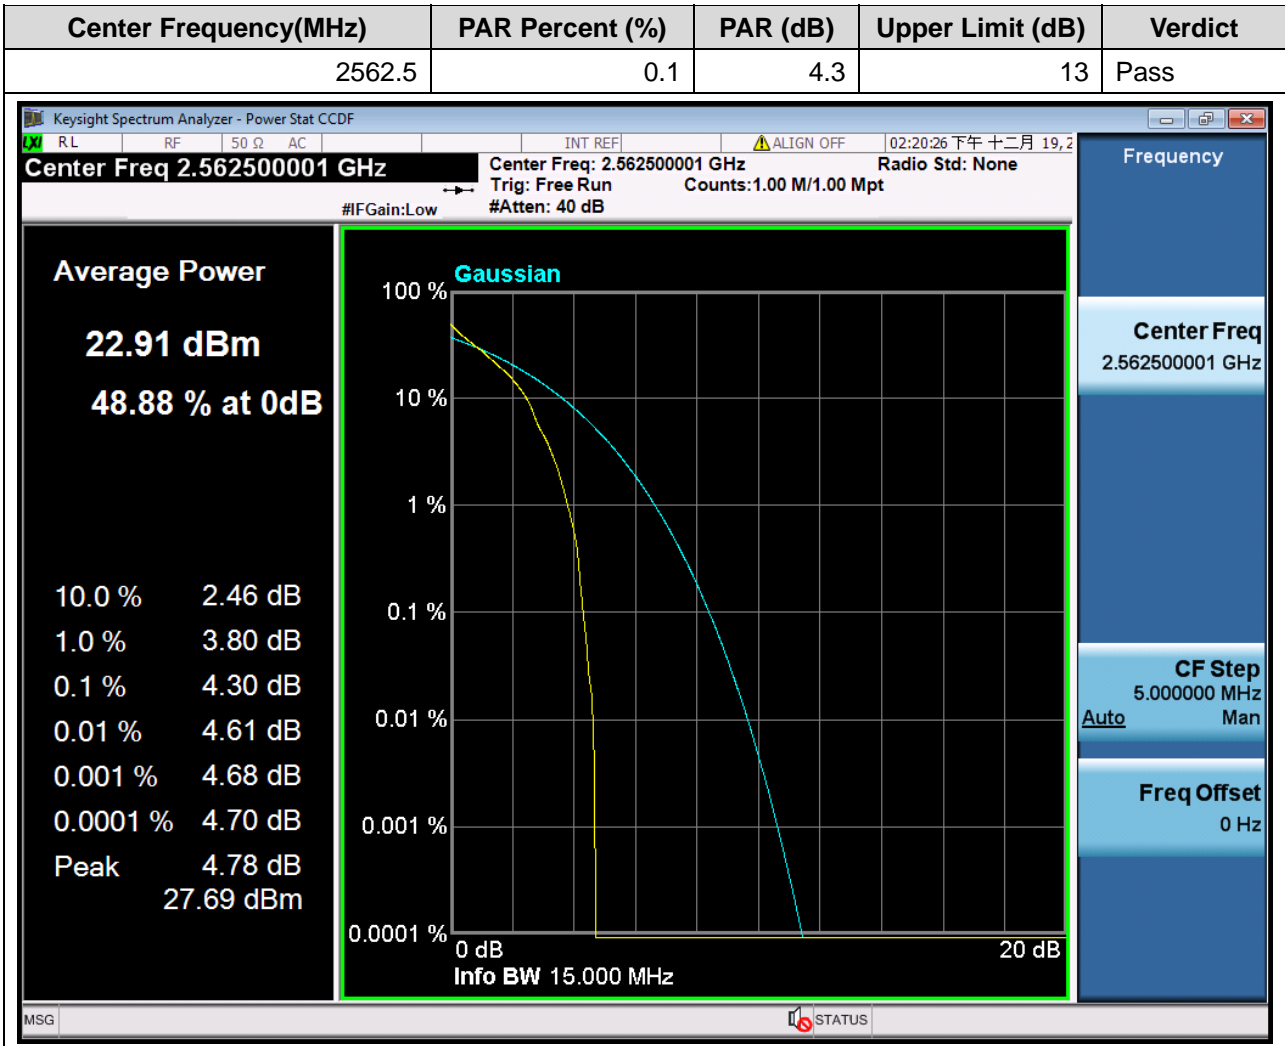 Center Frequency(MHz) PAR Percent (%) PAR (dB) Upper Limit (dB) Verdict
2562.5 0.1 4.3 13 Pass
Keysight Spectrum Analyzer - Power Stat CCDF
LXI RL RF 50 Ω AC INT REF ALIGN OFF 02:20:26 下午 十二月 19, 2
Center Freq 2.562500001 GHz
Center Freq: 2.562500001 GHz Radio Std: None
Trig: Free Run Counts:1.00 M/1.00 Mpt
#IFGain:Low #Atten: 40 dB
Frequency
Average Power
22.91 dBm
48.88 % at 0dB
10.0 % 2.46 dB
1.0 % 3.80 dB
0.1 % 4.30 dB
0.01 % 4.61 dB
0.001 % 4.68 dB
0.0001 % 4.70 dB
Peak 4.78 dB
27.69 dBm
Gaussian
100 %
10 %
1 %
0.1 %
0.01 %
0.001 %
0.0001 %
0 dB 20 dB
Info BW 15.000 MHz
Center Freq
2.562500001 GHz
CF Step
5.000000 MHz
Auto Man
Freq Offset
0 Hz
MSG STATUS